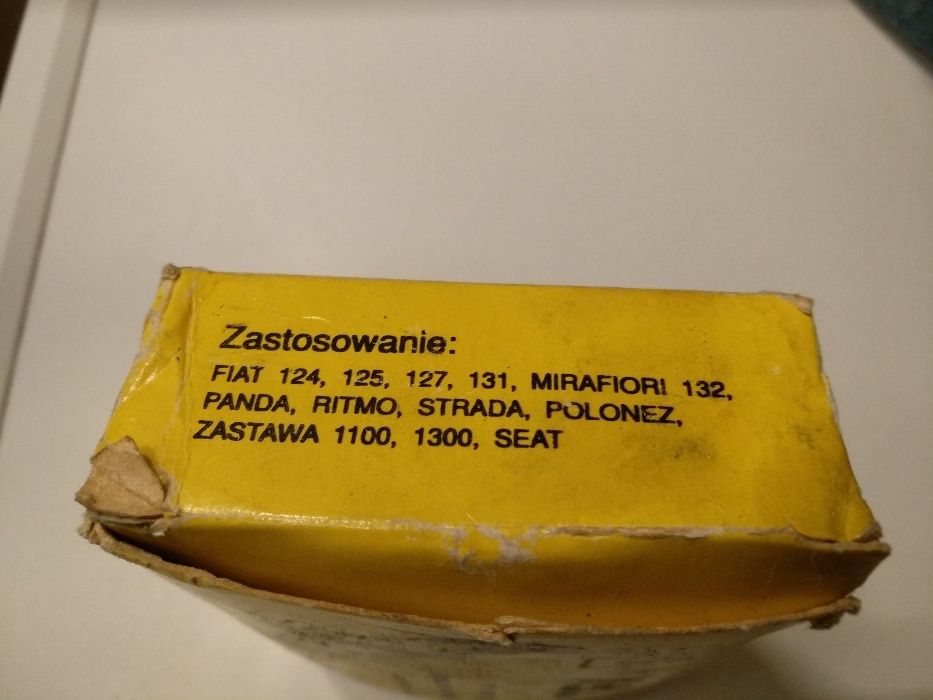 Zastosowanie:
FIAT 124, 125, 127, 131, MIRAFIORI 132,
PANDA, RITMO, STRADA, POLONEZ,
ZASTAWA 1100, 1300, SEAT